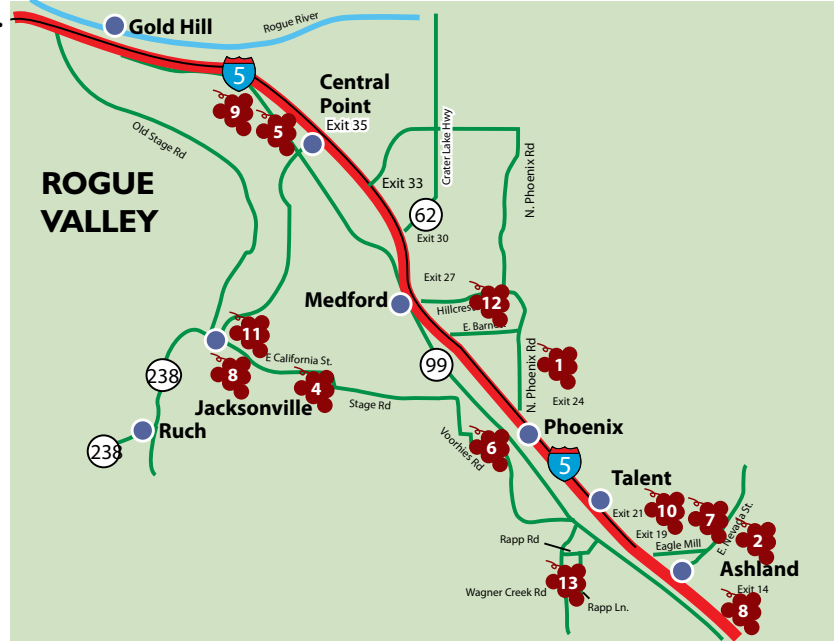 Gold Hill
Rogue River
5
Central
Point
Exit 35
9
5
Old Stage Rd
Crater Lake Hwy
N. Phoenix Rd
ROGUE
VALLEY
Exit 33
62
Exit 30
Exit 27
Medford
12
E. Barnett
11
E California St.
99
1
238
8
4
N. Phoenix Rd
Exit 24
Jacksonville
Stage Rd
Ruch
Phoenix
238
Voorhies Rd
6
5
Talent
10
7
Exit 21
E. Nevada St.
Exit 19
2
Rapp Rd
Eagle Mill
Ashland
13
Exit 14
Wagner Creek Rd
Rapp Ln.
8